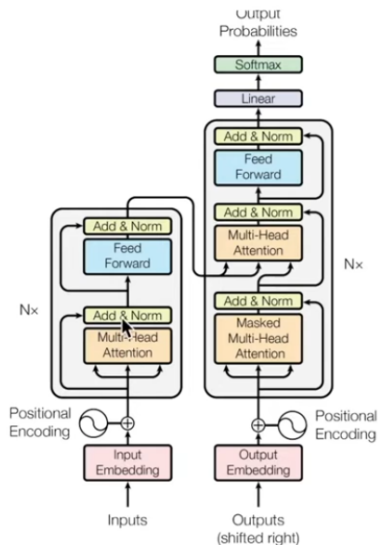 Output
Probabilities
Softmax
Linear
Add & Norm
Feed
Forward
Add & Norm
Multi-Head
Attention
Add & Norm
Masked
Multi-Head
Attention
Nx
Add & Norm
Feed
Forward
Add & Norm
Multi-Head
Attention
Nx
Positional
Encoding
Positional
Encoding
Input
Embedding
Output
Embedding
Inputs
Outputs
(shifted right)